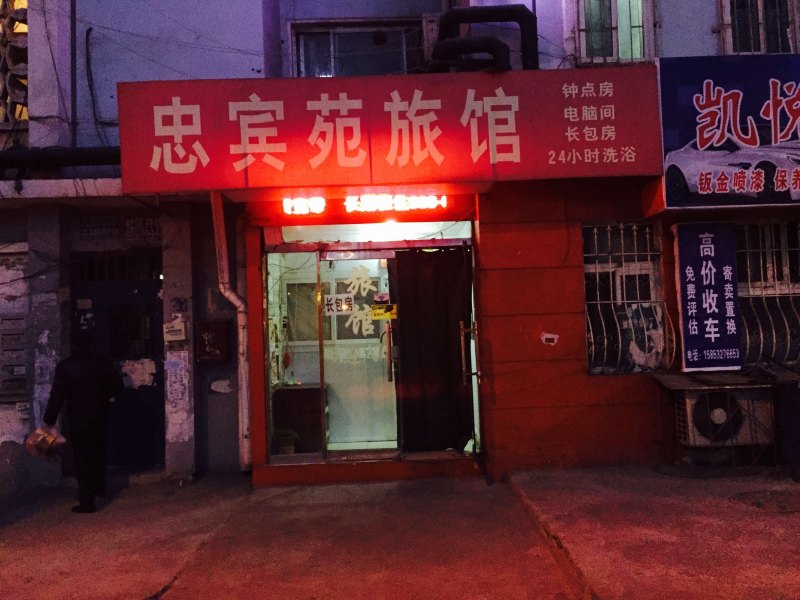 忠宾苑旅馆
钟点房
电脑间
长包房
24小时洗浴
凯悦
钣金喷漆 保养
旅馆
长包房
高价收车
免费评估
寄卖置换